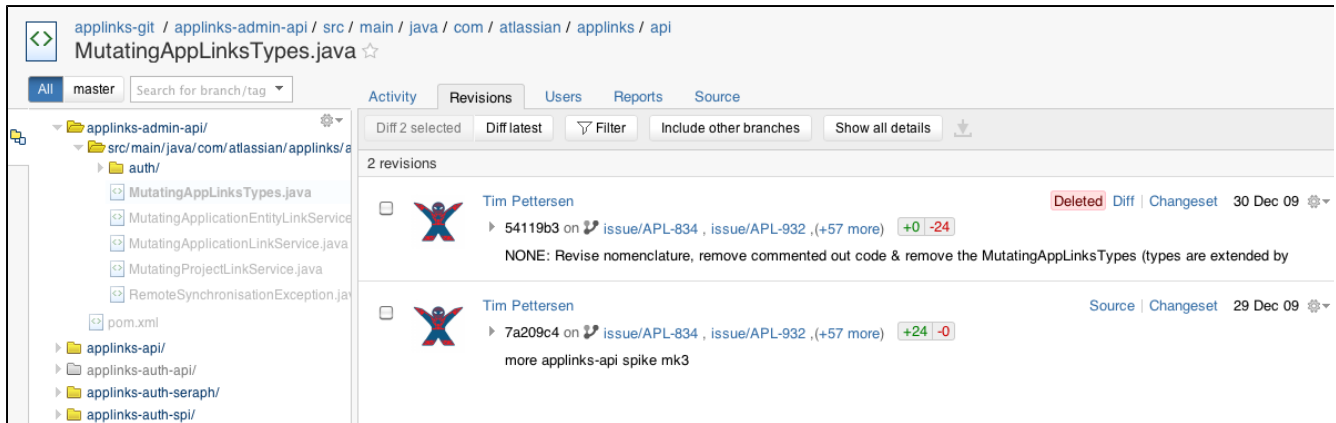 applinks-git / applinks-admin-api / src / main / java / com / atlassian / applinks / api
MutatingAppLinksTypes.java
All master Search for branch/tag
Activity Revisions Users Reports Source
Diff 2 selected Diff latest Filter Include other branches Show all details
2 revisions
applinks-admin-api/
src/main/java/com/atlassian/applinks/a
auth/
MutatingAppLinksTypes.java
MutatingApplicationEntityLinkService
MutatingApplicationLinkService.java
MutatingProjectLinkService.java
RemoteSynchronisationException.jav
pom.xml
applinks-api/
applinks-auth-api/
applinks-auth-seraph/
applinks-auth-spi/
Tim Pettersen Deleted Diff | Changeset 30 Dec 09
54119b3 on issue/APL-834 , issue/APL-932 ,(+57 more) +0 -24
NONE: Revise nomenclature, remove commented out code & remove the MutatingAppLinksTypes (types are extended by
Tim Pettersen Source | Changeset 29 Dec 09
7a209c4 on issue/APL-834 , issue/APL-932 ,(+57 more) +24 -0
more applinks-api spike mk3